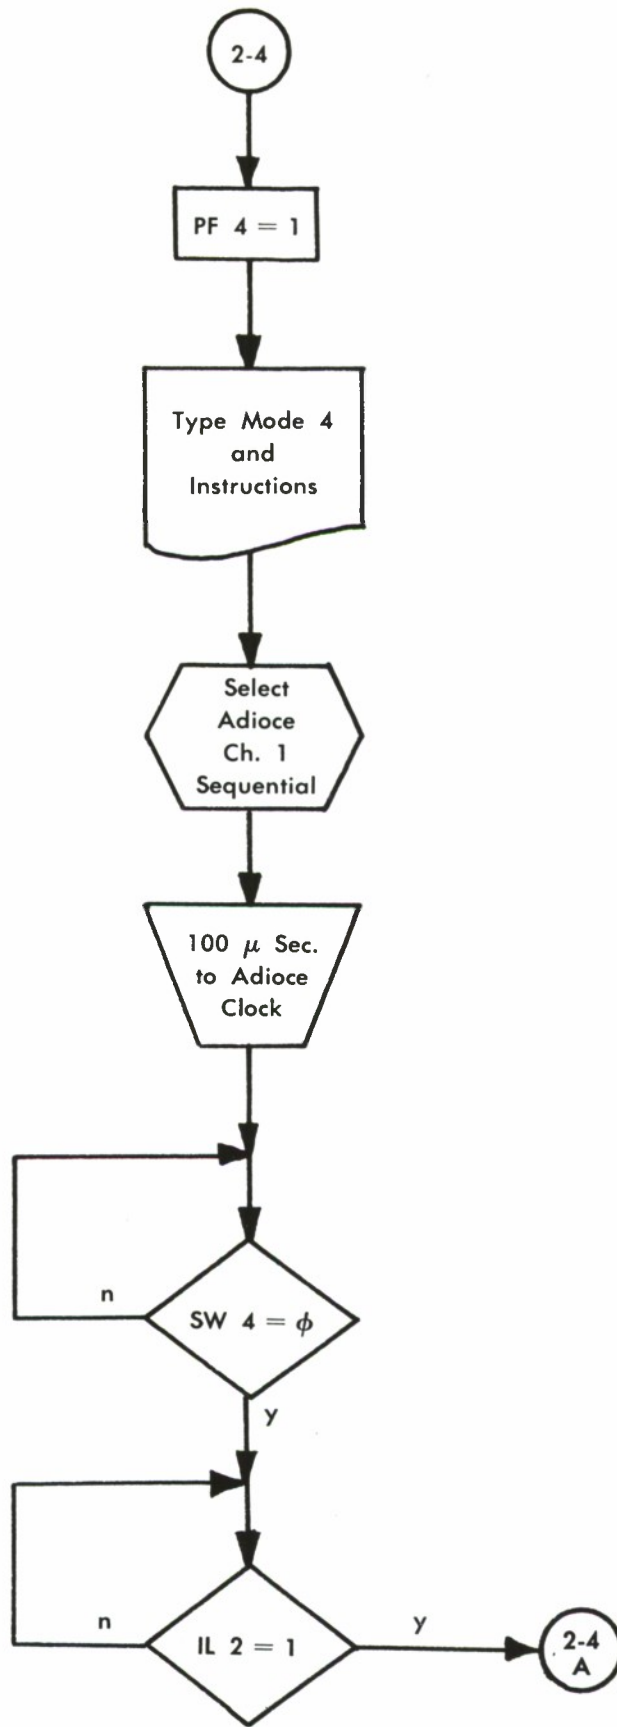 2-4
PF 4 = 1
Type Mode 4
and
Instructions
Select
Adioce
Ch. 1
Sequential
100 μ Sec.
to Adioce
Clock
n
SW 4 = ϕ
y
n
IL 2 = 1
y
2-4
A